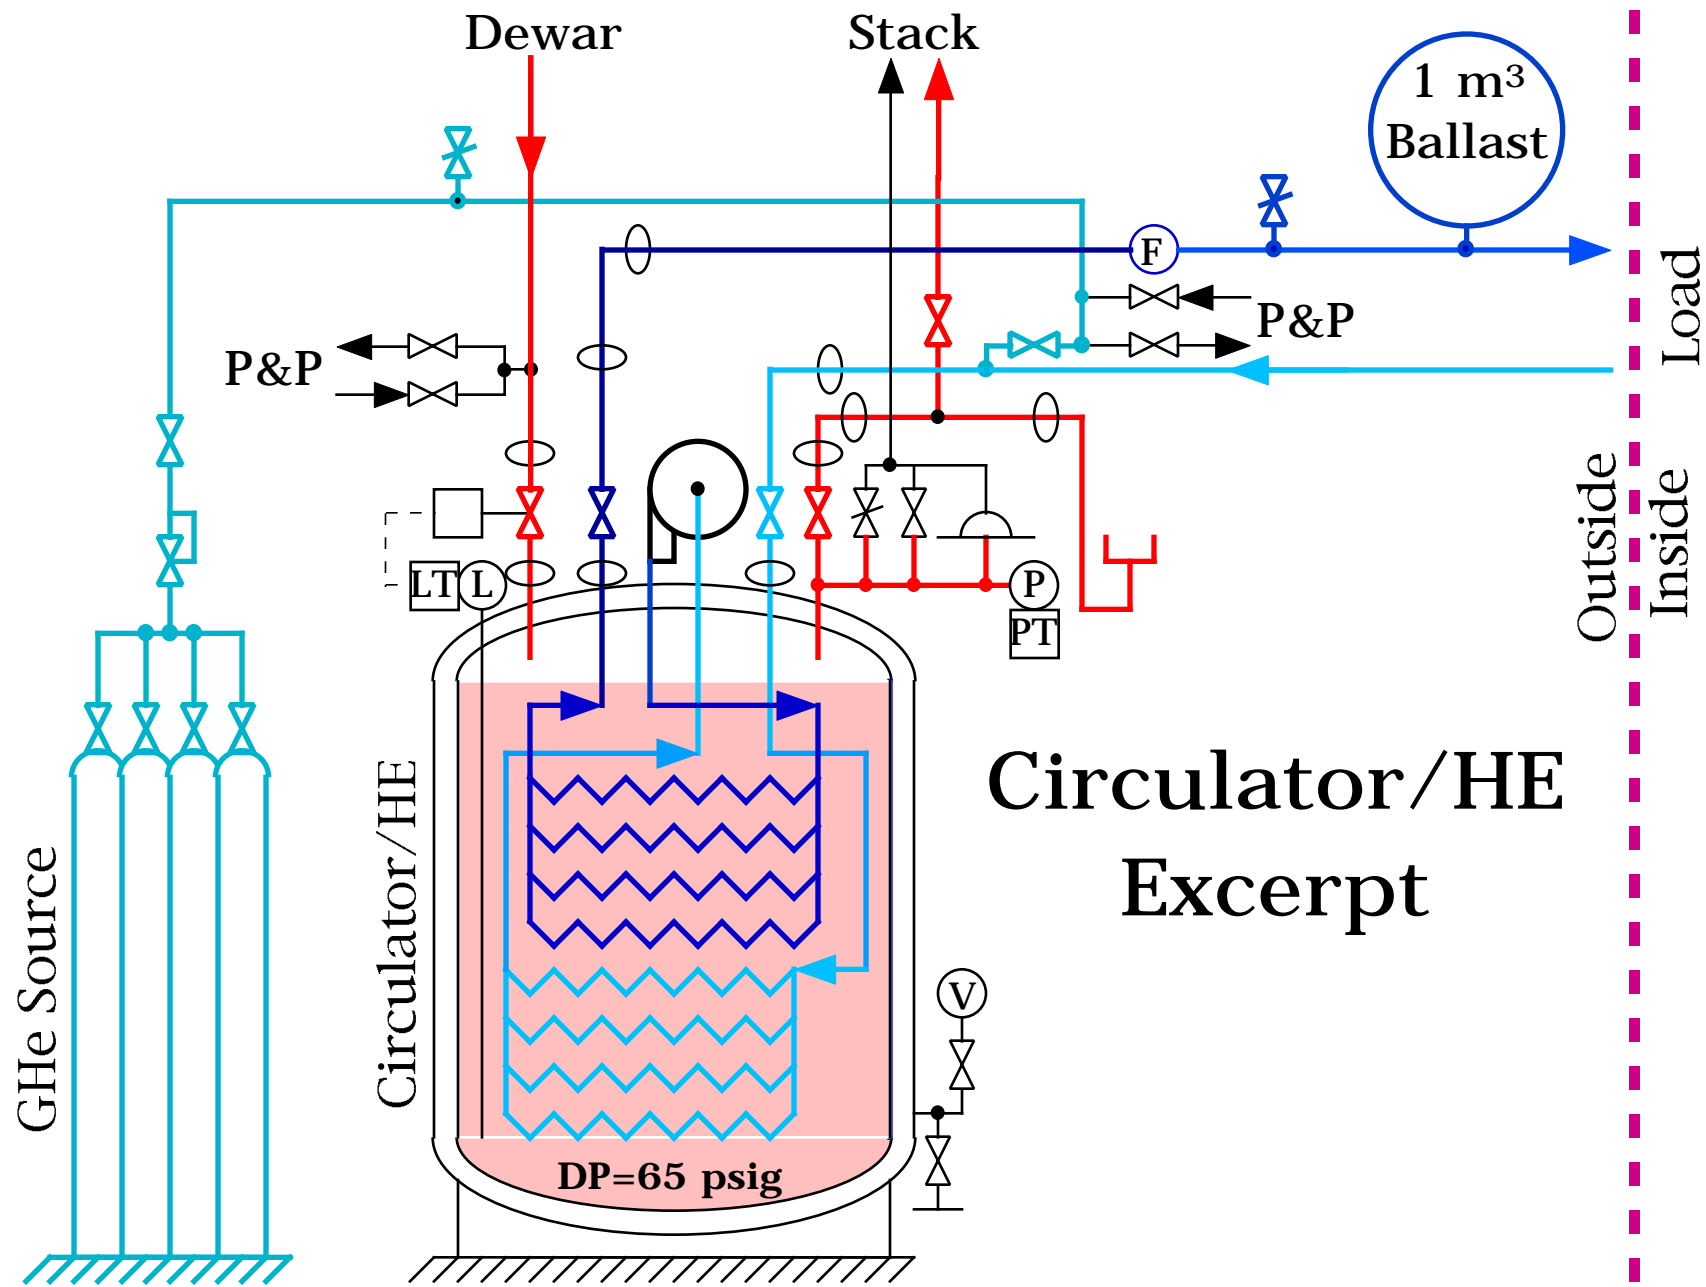 Dewar
Stack
1 m³
Ballast
F
P&P
P&P
Load
Outside
Inside
LT
L
P
PT
Circulator/HE
Excerpt
GHe Source
Circulator/HE
V
DP=65 psig